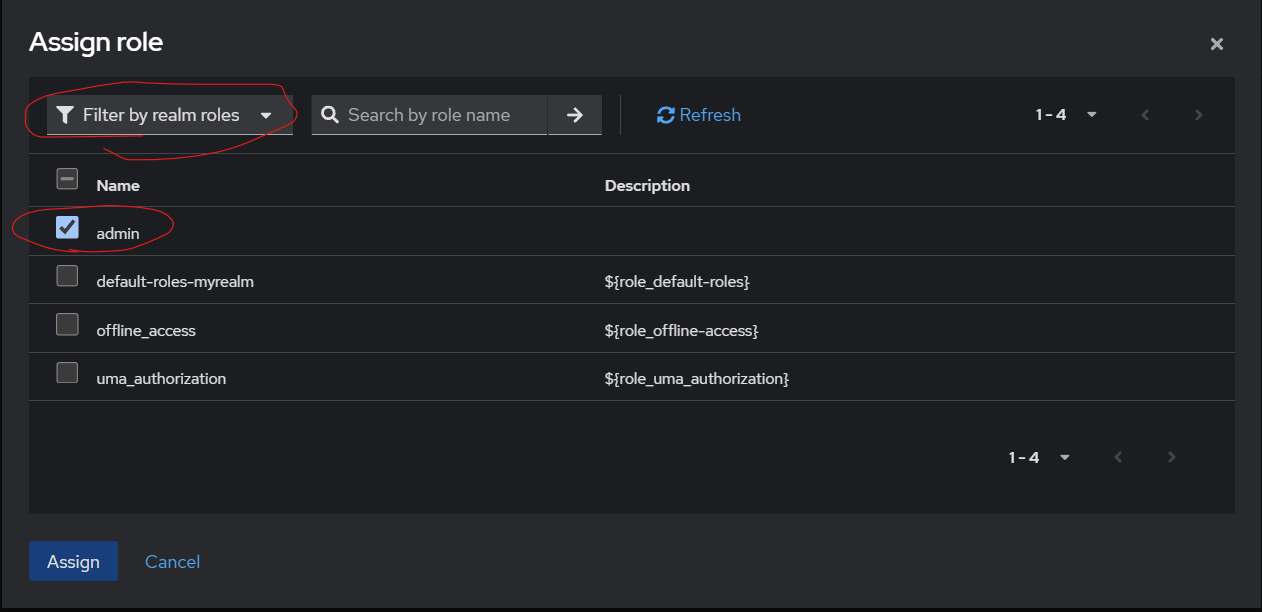 Assign role
Filter by realm roles Search by role name Refresh 1 - 4
Name Description
admin
default-roles-myrealm ${role_default-roles}
offline_access ${role_offline-access}
uma_authorization ${role_uma_authorization}
1 - 4
Assign Cancel